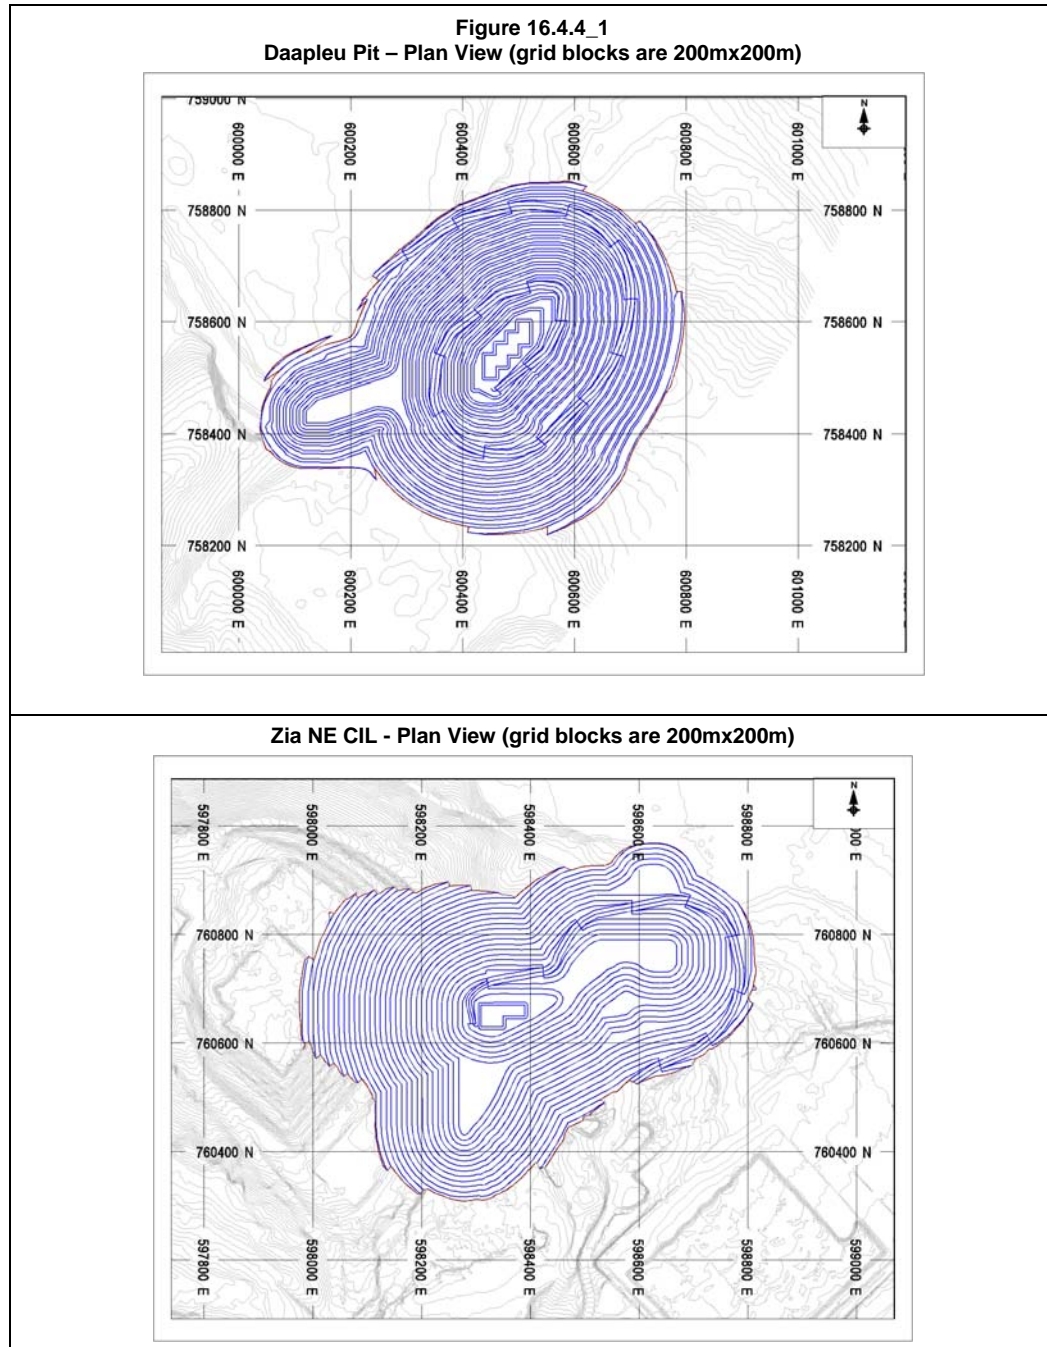 Figure 16.4.4_1
Daapleu Pit – Plan View (grid blocks are 200mx200m)
759000 N
N
600000 E
600200 E
600400 E
600600 E
600800 E
601000 E
758800 N
758800 N
758600 N
758600 N
758400 N
758400 N
758200 N
758200 N
600000 E
600200 E
600400 E
600600 E
600800 E
601000 E
Zia NE CIL - Plan View (grid blocks are 200mx200m)
N
597800 E
598000 E
598200 E
598400 E
598600 E
598800 E
760800 N
760800 N
760600 N
760600 N
760400 N
760400 N
597800 E
598000 E
598200 E
598400 E
598600 E
598800 E
599000 E